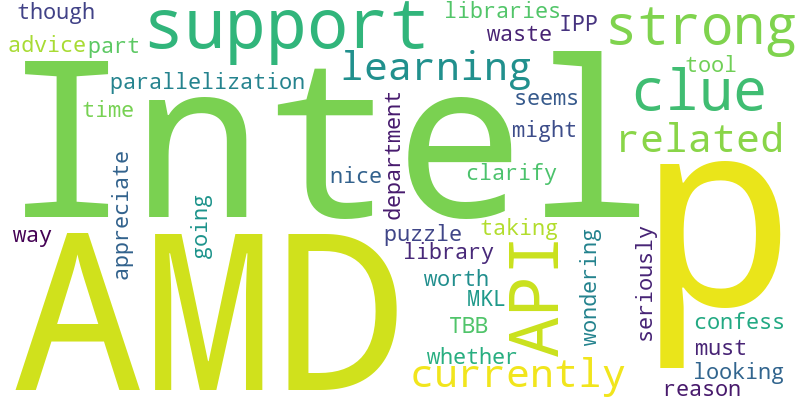 though
support
libraries
IPP
strong
waste
advice
part
learning
tool
clue
Intel
parallelization
seems
time
might
related
department
nice
clarify
appreciate
going
p
way
puzzle
taking
library
AMD
API
wondering
seriously
worth
MKL
TBB
confess
whether
must
currently
looking
reason